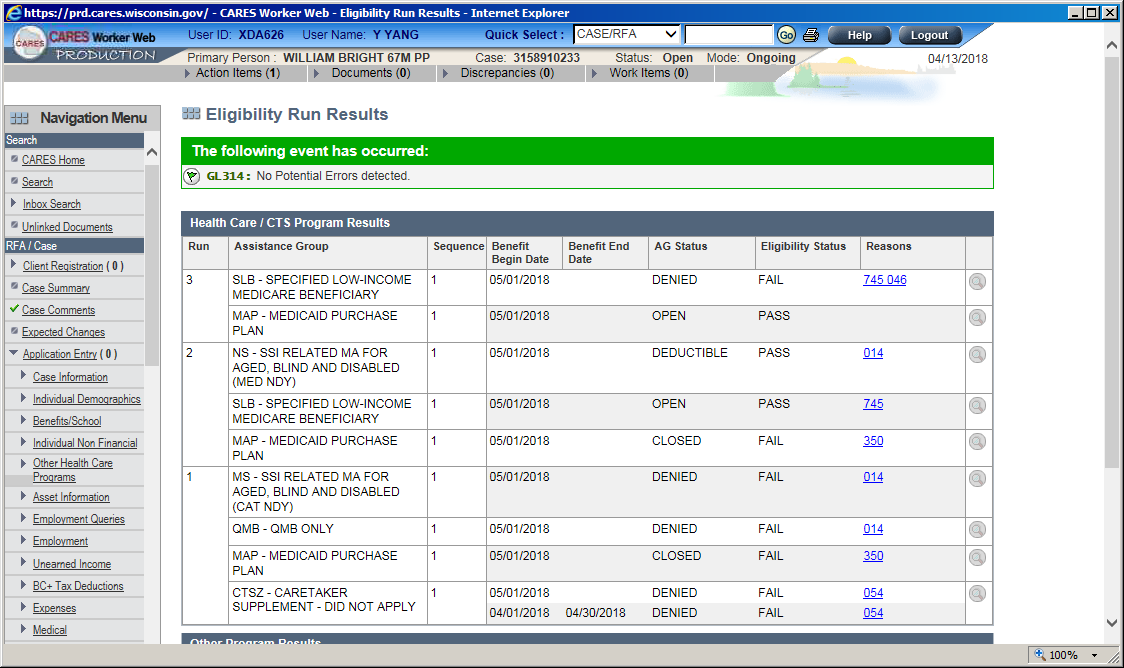 https://prd.cares.wisconsin.gov/ - CARES Worker Web - Eligibility Run Results - Internet Explorer
CARES
CARES Worker Web
PRODUCTION
User ID: XDA626 User Name: Y YANG Quick Select : CASE/RFA Go Help Logout
Primary Person : WILLIAM BRIGHT 67M PP Case: 3158910233 Status: Open Mode: Ongoing 04/13/2018
Action Items (1) Documents (0) Discrepancies (0) Work Items (0)
Navigation Menu
Search
CARES Home
Search
Inbox Search
Unlinked Documents
RFA / Case
Client Registration ( 0 )
Case Summary
Case Comments
Expected Changes
Application Entry ( 0 )
Case Information
Individual Demographics
Benefits/School
Individual Non Financial
Other Health Care
Programs
Asset Information
Employment Queries
Employment
Unearned Income
BC+ Tax Deductions
Expenses
Medical
Eligibility Run Results
The following event has occurred:
GL314: No Potential Errors detected.
Health Care / CTS Program Results
Run Assistance Group Sequence Benefit Begin Date Benefit End Date AG Status Eligibility Status Reasons
3 SLB - SPECIFIED LOW-INCOME 1 05/01/2018 DENIED FAIL 745 046
MEDICARE BENEFICIARY
MAP - MEDICAID PURCHASE 1 05/01/2018 OPEN PASS
PLAN
2 NS - SSI RELATED MA FOR 1 05/01/2018 DEDUCTIBLE PASS 014
AGED, BLIND AND DISABLED
(MED NDY)
SLB - SPECIFIED LOW-INCOME 1 05/01/2018 OPEN PASS 745
MEDICARE BENEFICIARY
MAP - MEDICAID PURCHASE 1 05/01/2018 CLOSED FAIL 350
PLAN
1 MS - SSI RELATED MA FOR 1 05/01/2018 DENIED FAIL 014
AGED, BLIND AND DISABLED
(CAT NDY)
QMB - QMB ONLY 1 05/01/2018 DENIED FAIL 014
MAP - MEDICAID PURCHASE 1 05/01/2018 CLOSED FAIL 350
PLAN
CTSZ - CARETAKER 1 05/01/2018 DENIED FAIL 054
SUPPLEMENT - DID NOT APPLY 04/01/2018 04/30/2018 DENIED FAIL 054
Other Program Results
100%